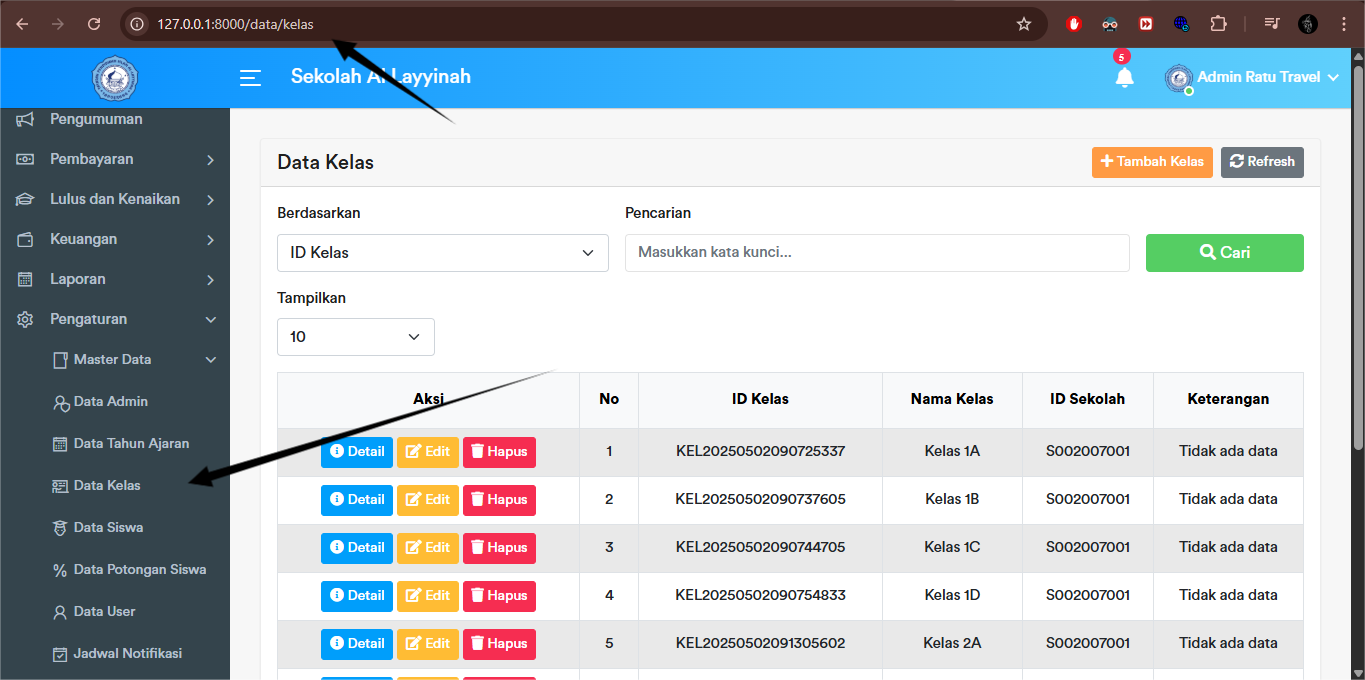 127.0.0.1:8000/data/kelas
Sekolah Al Layyinah
5
Admin Ratu Travel
Pengumuman
Pembayaran
Lulus dan Kenaikan
Keuangan
Laporan
Pengaturan
Master Data
Data Admin
Data Tahun Ajaran
Data Kelas
Data Siswa
Data Potongan Siswa
Data User
Jadwal Notifikasi
Data Kelas
Tambah Kelas Refresh
Berdasarkan Pencarian
ID Kelas Masukkan kata kunci... Cari
Tampilkan
10
Aksi No ID Kelas Nama Kelas ID Sekolah Keterangan
Detail Edit Hapus 1 KEL20250502090725337 Kelas 1A S002007001 Tidak ada data
Detail Edit Hapus 2 KEL20250502090737605 Kelas 1B S002007001 Tidak ada data
Detail Edit Hapus 3 KEL20250502090744705 Kelas 1C S002007001 Tidak ada data
Detail Edit Hapus 4 KEL20250502090754833 Kelas 1D S002007001 Tidak ada data
Detail Edit Hapus 5 KEL20250502091305602 Kelas 2A S002007001 Tidak ada data